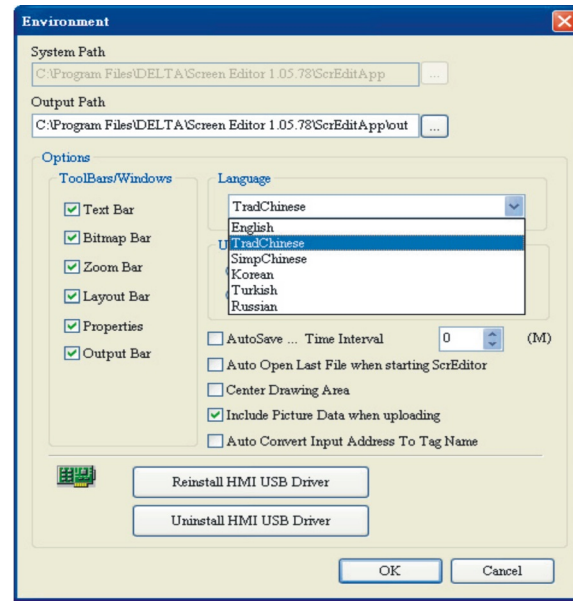 Environment
System Path
C:\Program Files\DELTA\Screen Editor 1.05.78\ScrEditApp
...
Output Path
C:\Program Files\DELTA\Screen Editor 1.05.78\ScrEditApp\out
...
Options
ToolBars/Windows
Text Bar
Bitmap Bar
Zoom Bar
Layout Bar
Properties
Output Bar
Language
TradChinese
English
TradChinese
SimpChinese
Korean
Turkish
Russian
AutoSave ... Time Interval 0 (M)
Auto Open Last File when starting ScrEditor
Center Drawing Area
Include Picture Data when uploading
Auto Convert Input Address To Tag Name
Reinstall HMI USB Driver
Uninstall HMI USB Driver
OK Cancel